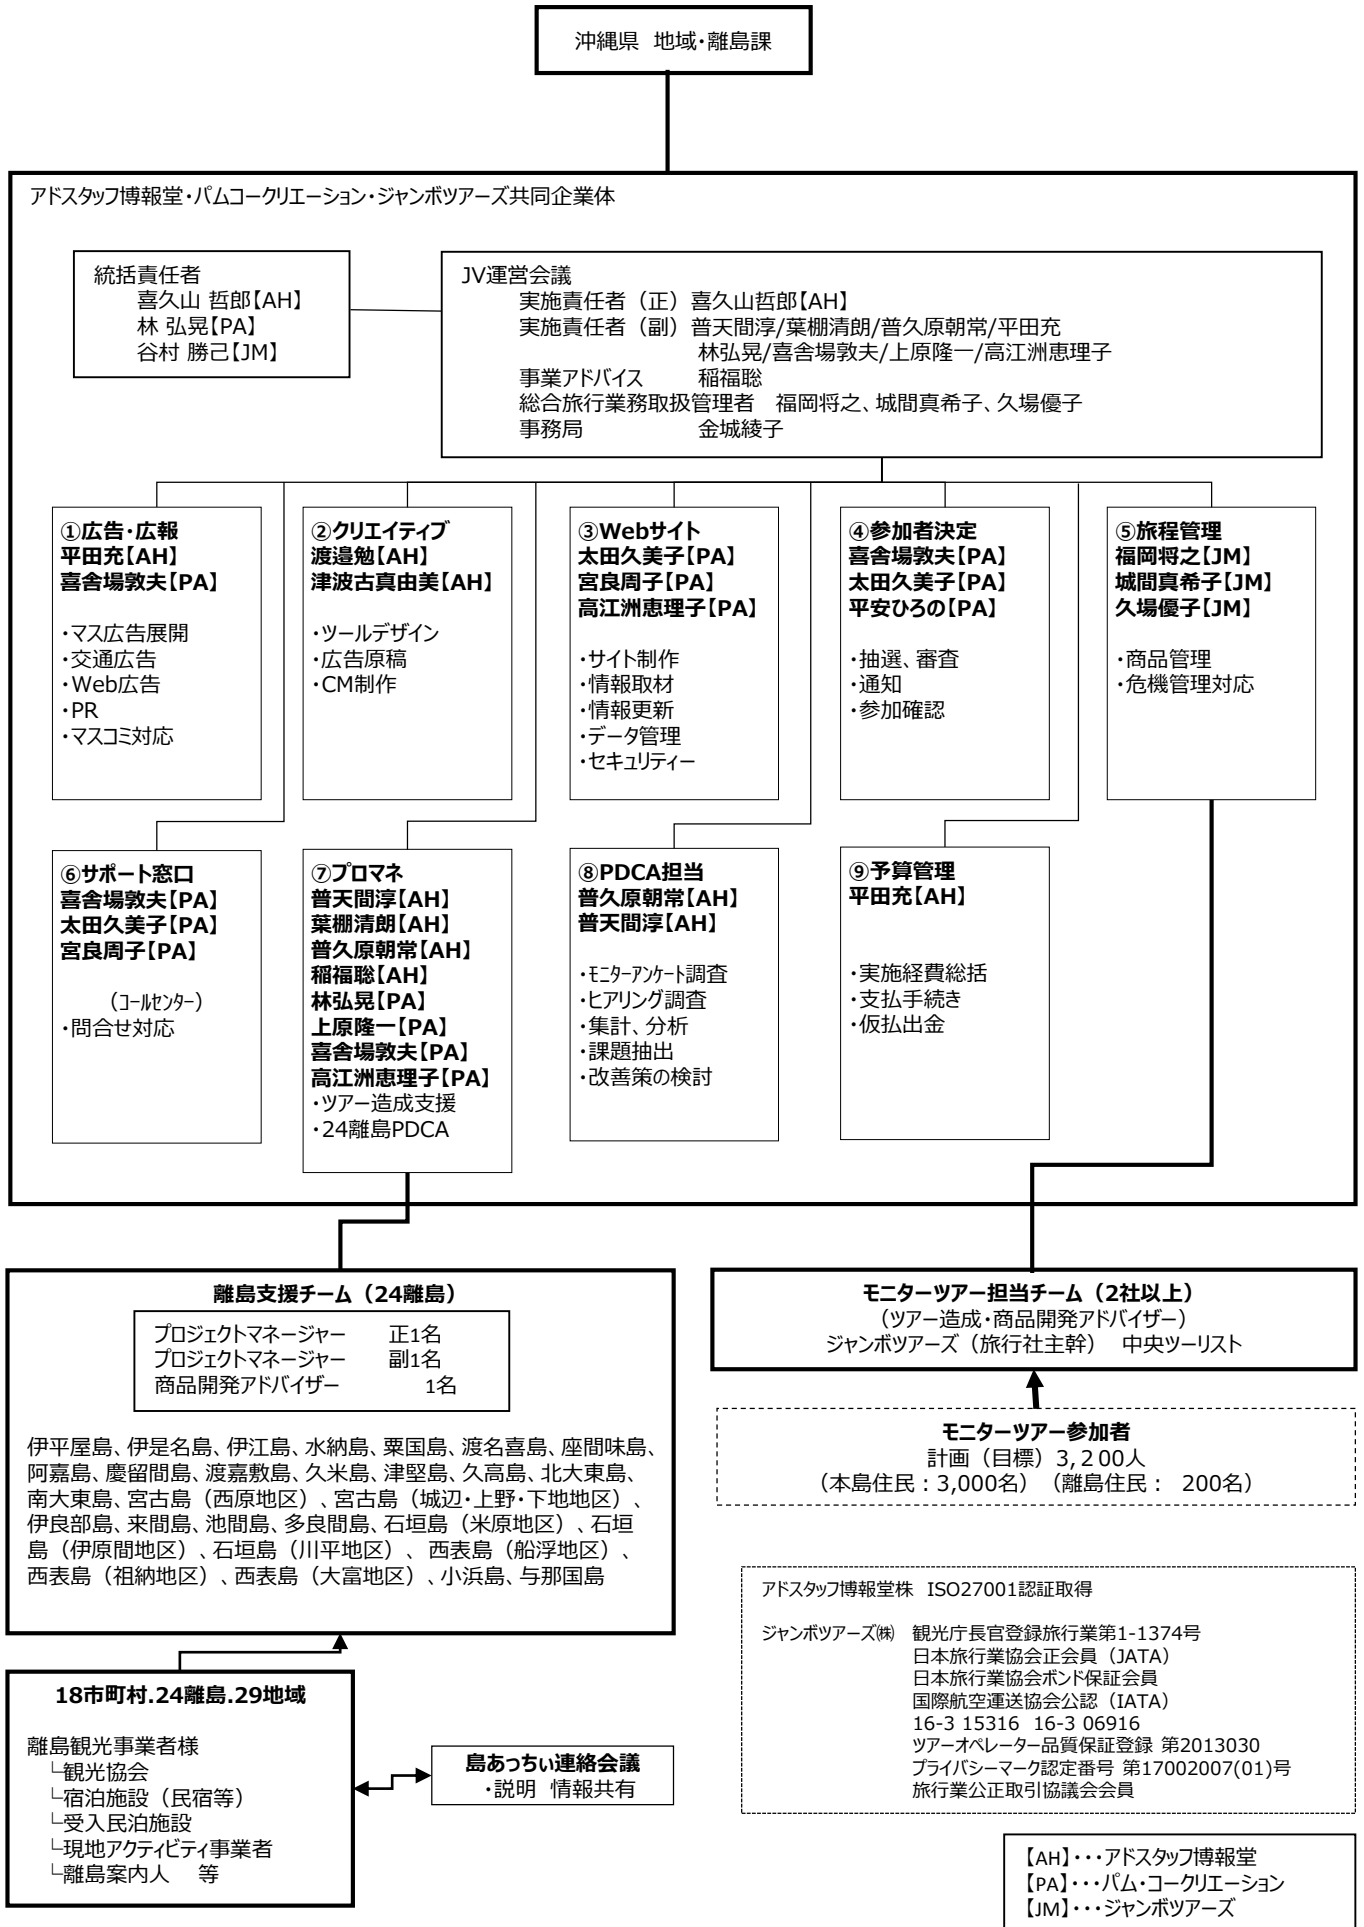 沖縄県 地域・離島課
アドスタッフ博報堂・パムコークリエーション・ジャンボツアーズ共同企業体
統括責任者
喜久山 哲郎【AH】
林 弘晃【PA】
谷村 勝己【JM】
JV運営会議
実施責任者（正）喜久山哲郎【AH】
実施責任者（副）普天間淳/葉棚清朗/普久原朝常/平田充
林弘晃/喜舎場敦夫/上原隆一/高江洲恵理子
事業アドバイス 稲福聡
総合旅行業務取扱管理者 福岡将之、城間真希子、久場優子
事務局 金城綾子
①広告・広報
平田充【AH】
喜舎場敦夫【PA】
・マス広告展開
・交通広告
・Web広告
・PR
・マスコミ対応
②クリエイティブ
渡邉勉【AH】
津波古真由美【AH】
・ツールデザイン
・広告原稿
・CM制作
③Webサイト
太田久美子【PA】
宮良周子【PA】
高江洲恵理子【PA】
・サイト制作
・情報取材
・情報更新
・データ管理
・セキュリティー
④参加者決定
喜舎場敦夫【PA】
太田久美子【PA】
平安ひろの【PA】
・抽選、審査
・通知
・参加確認
⑤旅程管理
福岡将之【JM】
城間真希子【JM】
久場優子【JM】
・商品管理
・危機管理対応
⑥サポート窓口
喜舎場敦夫【PA】
太田久美子【PA】
宮良周子【PA】
（コールセンター）
・問合せ対応
⑦プロマネ
普天間淳【AH】
葉棚清朗【AH】
普久原朝常【AH】
稲福聡【AH】
林弘晃【PA】
上原隆一【PA】
喜舎場敦夫【PA】
高江洲恵理子【PA】
・ツアー造成支援
・24離島PDCA
⑧PDCA担当
普久原朝常【AH】
普天間淳【AH】
・モニターアンケート調査
・ヒアリング調査
・集計、分析
・課題抽出
・改善策の検討
⑨予算管理
平田充【AH】
・実施経費総括
・支払手続き
・仮払出金
離島支援チーム（24離島）
プロジェクトマネージャー 正1名
プロジェクトマネージャー 副1名
商品開発アドバイザー 1名
伊平屋島、伊是名島、伊江島、水納島、粟国島、渡名喜島、座間味島、
阿嘉島、慶留間島、渡嘉敷島、久米島、津堅島、久高島、北大東島、
南大東島、宮古島（西原地区）、宮古島（城辺・上野・下地地区）、
伊良部島、来間島、池間島、多良間島、石垣島（米原地区）、石垣
島（伊原間地区）、石垣島（川平地区）、西表島（船浮地区）、
西表島（祖納地区）、西表島（大富地区）、小浜島、与那国島
モニターツアー担当チーム（2社以上）
（ツアー造成・商品開発アドバイザー）
ジャンボツアーズ（旅行社主幹） 中央ツーリスト
モニターツアー参加者
計画（目標）3,200人
（本島住民：3,000名）（離島住民： 200名）
アドスタッフ博報堂株 ISO27001認証取得
ジャンボツアーズ㈱ 観光庁長官登録旅行業第1-1374号
日本旅行業協会正会員（JATA）
日本旅行業協会ボンド保証会員
国際航空運送協会公認（IATA）
16-3 15316 16-3 06916
ツアーオペレーター品質保証登録 第2013030
プライバシーマーク認定番号 第17002007(01)号
旅行業公正取引協議会会員
18市町村.24離島.29地域
離島観光事業者様
└観光協会
└宿泊施設（民宿等）
└受入民泊施設
└現地アクティビティ事業者
└離島案内人 等
島あっちぃ連絡会議
・説明 情報共有
【AH】・・・アドスタッフ博報堂
【PA】・・・パム・コークリエーション
【JM】・・・ジャンボツアーズ